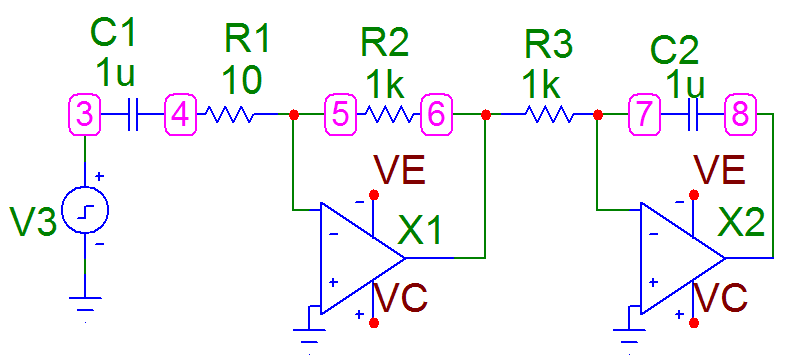 C1
1u
R1
10
R2
1k
R3
1k
C2
1u
3
4
5
6
7
8
V3
+
-
VE
-
X1
-
+
VC
+
VE
-
X2
-
+
VC
+